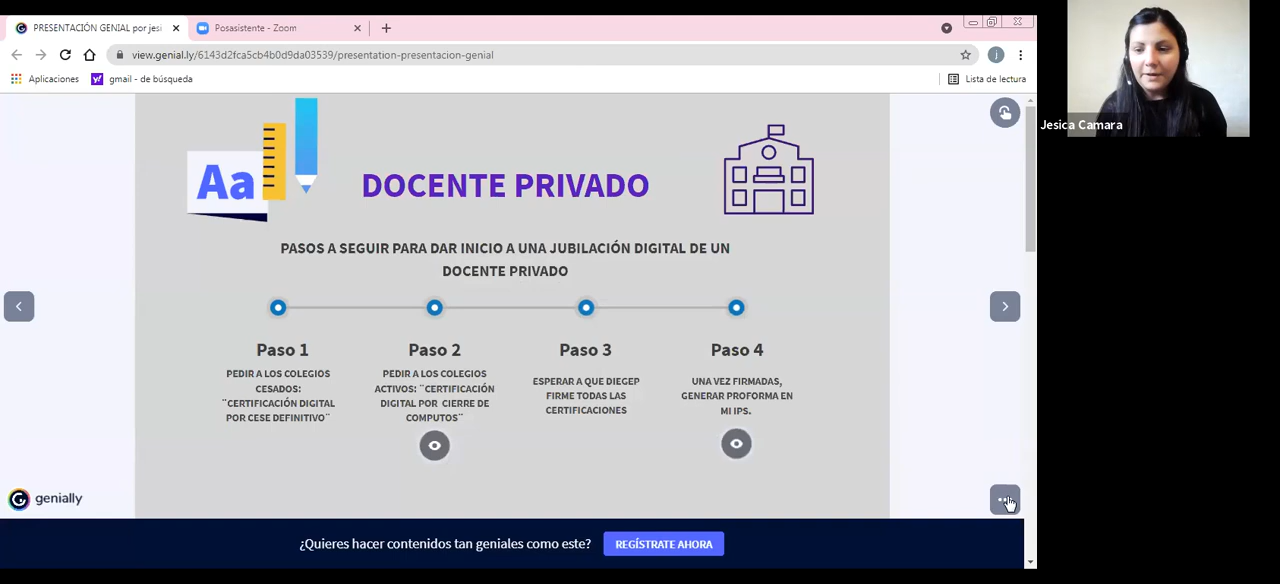 PRESENTACIÓN GENIAL por jesi
Posasistente - Zoom
view.genial.ly/6143d2fca5cb4b0d9da03539/presentation-presentacion-genial
j
Aplicaciones
gmail - de búsqueda
Lista de lectura
Jesica Camara
Aa
DOCENTE PRIVADO
PASOS A SEGUIR PARA DAR INICIO A UNA JUBILACIÓN DIGITAL DE UN
DOCENTE PRIVADO
Paso 1
PEDIR A LOS COLEGIOS
CESADOS:
¨CERTIFICACIÓN DIGITAL
POR CESE DEFINITIVO¨
Paso 2
PEDIR A LOS COLEGIOS
ACTIVOS: ¨CERTIFICACIÓN
DIGITAL POR CIERRE DE
COMPUTOS¨
Paso 3
ESPERAR A QUE DIEGEP
FIRME TODAS LAS
CERTIFICACIONES
Paso 4
UNA VEZ FIRMADAS,
GENERAR PROFORMA EN
MI IPS.
genially
¿Quieres hacer contenidos tan geniales como este?
REGÍSTRATE AHORA